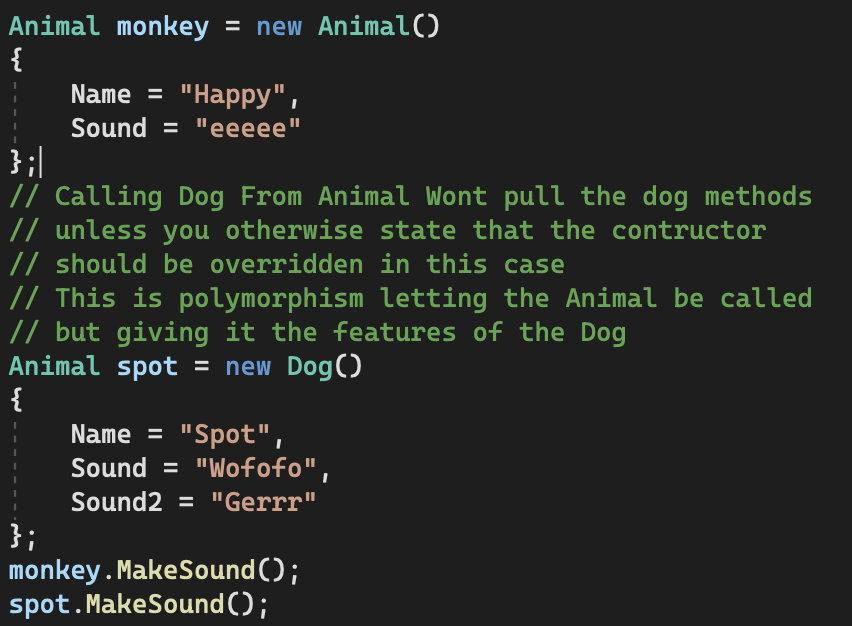 Animal monkey = new Animal()
{
    Name = "Happy",
    Sound = "eeeee"
};
// Calling Dog From Animal Wont pull the dog methods
// unless you otherwise state that the contructor
// should be overridden in this case
// This is polymorphism letting the Animal be called
// but giving it the features of the Dog
Animal spot = new Dog()
{
    Name = "Spot",
    Sound = "Wofofo",
    Sound2 = "Gerrr"
};
monkey.MakeSound();
spot.MakeSound();